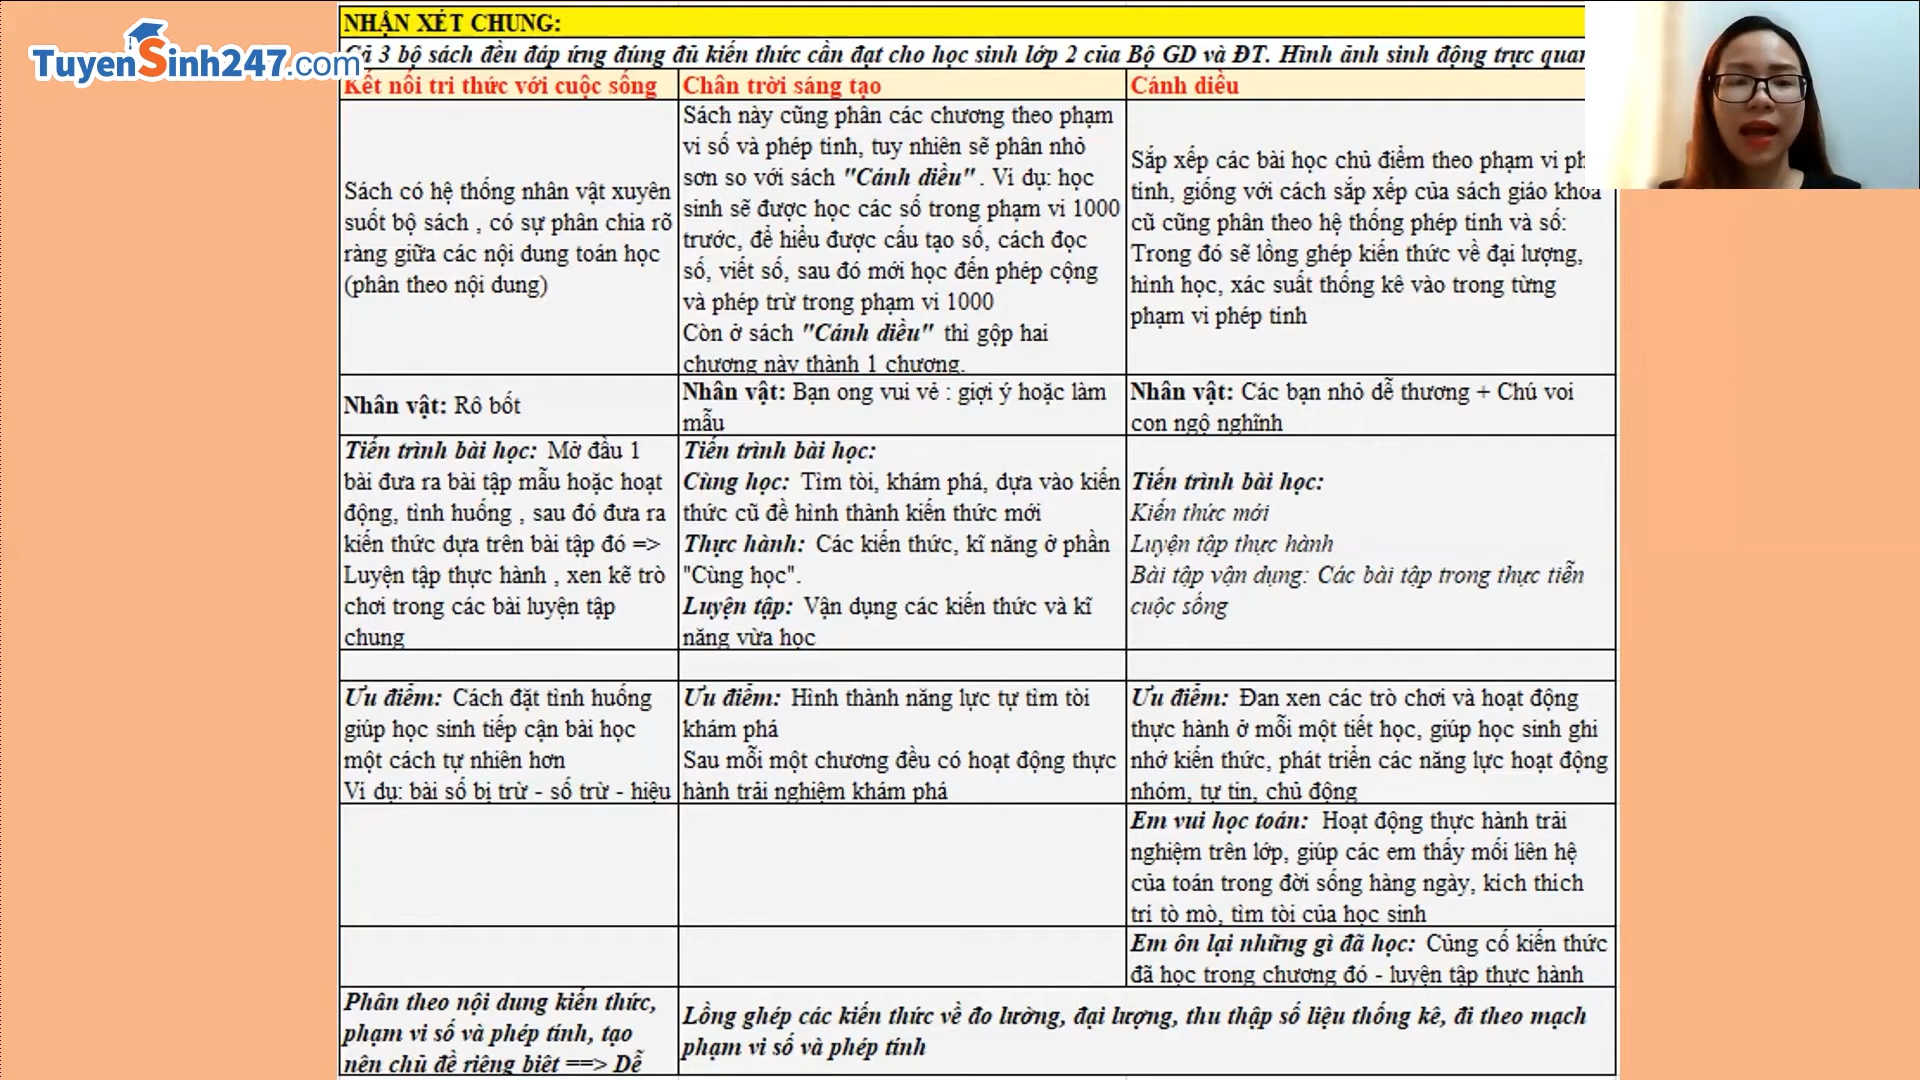 TuyenSinh247.com
NHẬN XÉT CHUNG:
Cả 3 bộ sách đều đáp ứng đúng đủ kiến thức cần đạt cho học sinh lớp 2 của Bộ GD và ĐT. Hình ảnh sinh động trực quan
Kết nối tri thức với cuộc sống
Chân trời sáng tạo
Cánh diều
Sách có hệ thống nhân vật xuyên
suốt bộ sách , có sự phân chia rõ
ràng giữa các nội dung toán học
(phân theo nội dung)
Sách này cũng phân các chương theo phạm
vi số và phép tính, tuy nhiên sẽ phân nhỏ
sơn so với sách "Cánh diều" . Ví dụ: học
sinh sẽ được học các số trong phạm vi 1000
trước, để hiểu được cấu tạo số, cách đọc
số, viết số, sau đó mới học đến phép cộng
và phép trừ trong phạm vi 1000
Còn ở sách "Cánh diều" thì gộp hai
chương này thành 1 chương.
Sắp xếp các bài học chủ điểm theo phạm vi
tính, giống với cách sắp xếp của sách giáo khoa
cũ cũng phân theo hệ thống phép tính và số:
Trong đó sẽ lồng ghép kiến thức về đại lượng,
hình học, xác suất thống kê vào trong từng
phạm vi phép tính
Nhân vật: Rô bốt
Nhân vật: Bạn ong vui vẻ : gợi ý hoặc làm
mẫu
Nhân vật: Các bạn nhỏ dễ thương + Chú voi
con ngộ nghĩnh
Tiến trình bài học: Mở đầu 1
bài đưa ra bài tập mẫu hoặc hoạt
động, tình huống , sau đó đưa ra
kiến thức dựa trên bài tập đó =>
Luyện tập thực hành , xen kẽ trò
chơi trong các bài luyện tập
chung
Tiến trình bài học:
Cùng học: Tìm tòi, khám phá, dựa vào kiến
thức cũ để hình thành kiến thức mới
Thực hành: Các kiến thức, kĩ năng ở phần
"Cùng học".
Luyện tập: Vận dụng các kiến thức và kĩ
năng vừa học
Tiến trình bài học:
Kiến thức mới
Luyện tập thực hành
Bài tập vận dụng: Các bài tập trong thực tiễn
cuộc sống
Ưu điểm: Cách đặt tình huống
giúp học sinh tiếp cận bài học
một cách tự nhiên hơn
Ví dụ: bài số bị trừ - số trừ - hiệu
Ưu điểm: Hình thành năng lực tự tìm tòi
khám phá
Sau mỗi một chương đều có hoạt động thực
hành trải nghiệm khám phá
Ưu điểm: Đan xen các trò chơi và hoạt động
thực hành ở mỗi một tiết học, giúp học sinh ghi
nhớ kiến thức, phát triển các năng lực hoạt động
nhóm, tự tin, chủ động
Em vui học toán: Hoạt động thực hành trải
nghiệm trên lớp, giúp các em thấy mối liên hệ
của toán trong đời sống hàng ngày, kích thích
trí tò mò, tìm tòi của học sinh
Em ôn lại những gì đã học: Củng cố kiến thức
đã học trong chương đó - luyện tập thực hành
Phân theo nội dung kiến thức,
phạm vi số và phép tính, tạo
nên chủ đề riêng biệt ==> Dễ
Lồng ghép các kiến thức về đo lường, đại lượng, thu thập số liệu thống kê, đi theo mạch
phạm vi số và phép tính